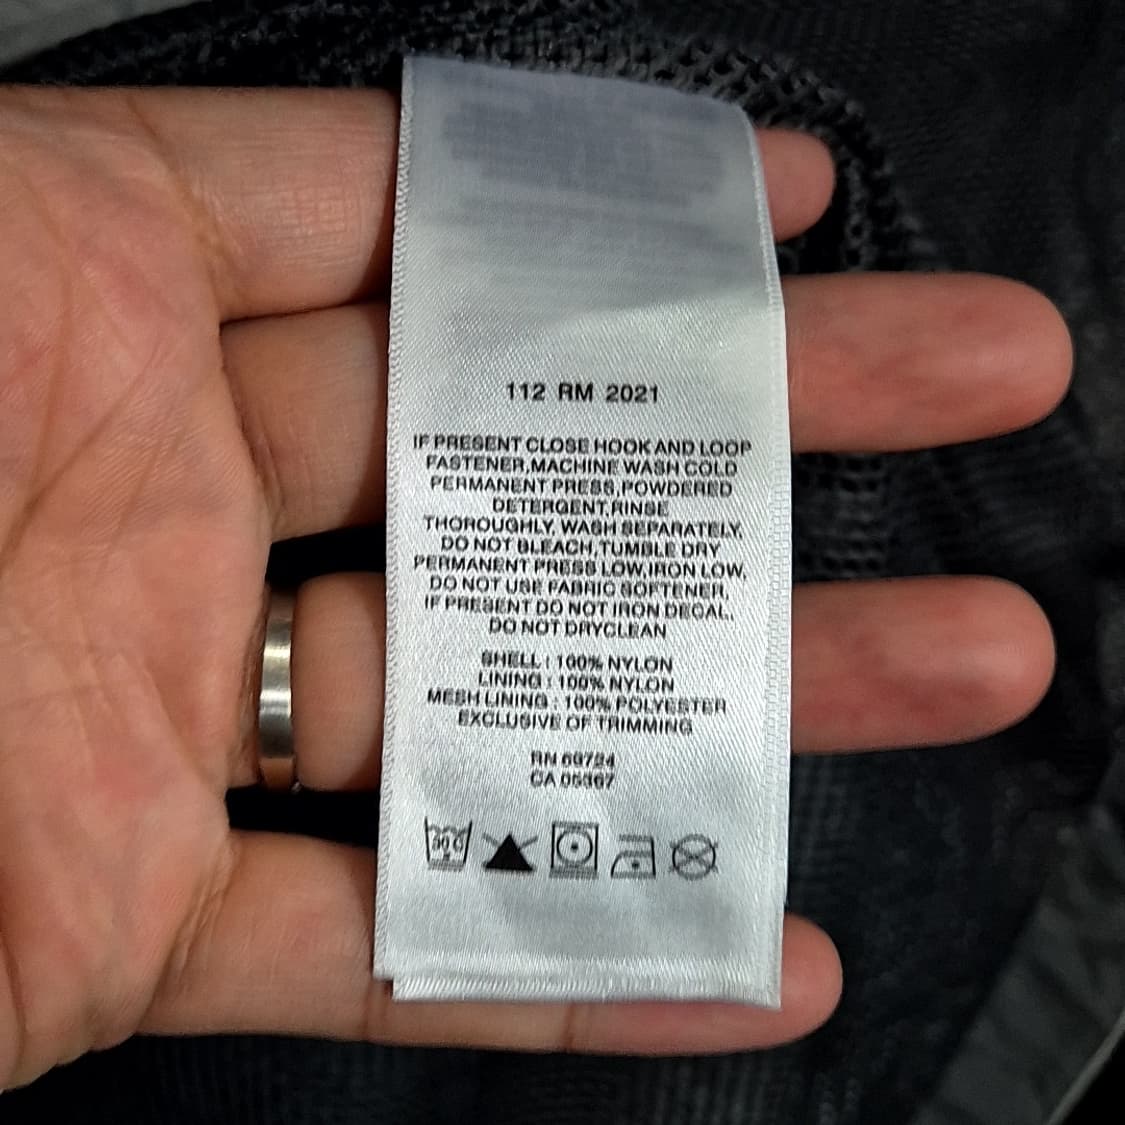 112 RM 2021
IF PRESENT CLOSE HOOK AND LOOP
FASTENER,MACHINE WASH COLD
PERMANENT PRESS,POWDERED
DETERGENT,RINSE
THOROUGHLY, WASH SEPARATELY,
DO NOT BLEACH,TUMBLE DRY
PERMANENT PRESS LOW,IRON LOW,
DO NOT USE FABRIC SOFTENER,
IF PRESENT DO NOT IRON DECAL,
DO NOT DRYCLEAN
SHELL : 100% NYLON
LINING : 100% NYLON
MESH LINING : 100% POLYESTER
EXCLUSIVE OF TRIMMING
RN 69724
CA 05367
30 C